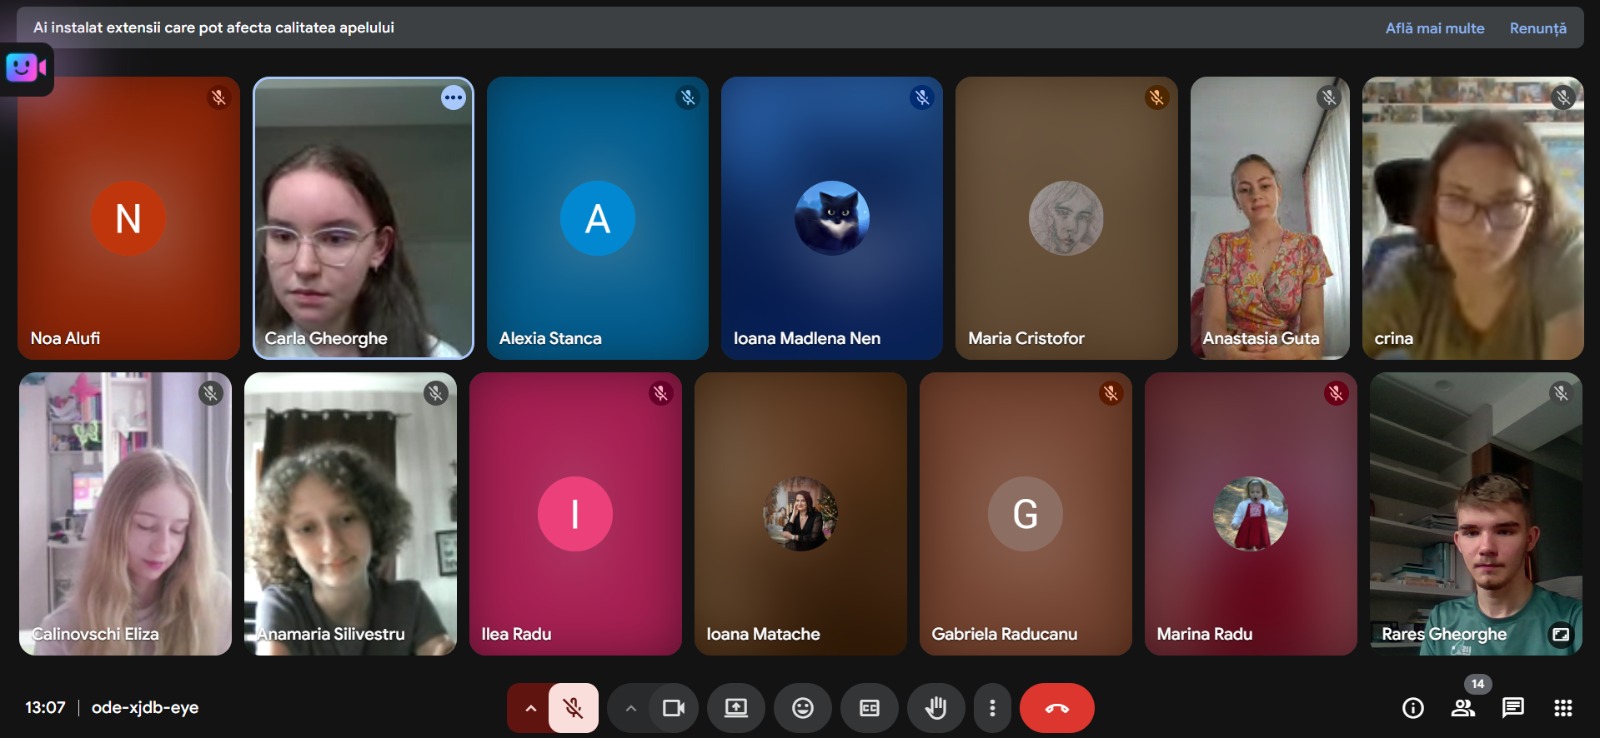 Ai instalat extensii care pot afecta calitatea apelului
Află mai multe
Renunță
N
Noa Alufi
Carla Gheorghe
A
Alexia Stanca
Ioana Madlena Nen
Maria Cristofor
Anastasia Guta
crina
Calinovschi Eliza
Anamaria Silivestru
I
Ilea Radu
Ioana Matache
G
Gabriela Raducanu
Marina Radu
Rares Gheorghe
13:07 | ode-xjdb-eye
CC
14